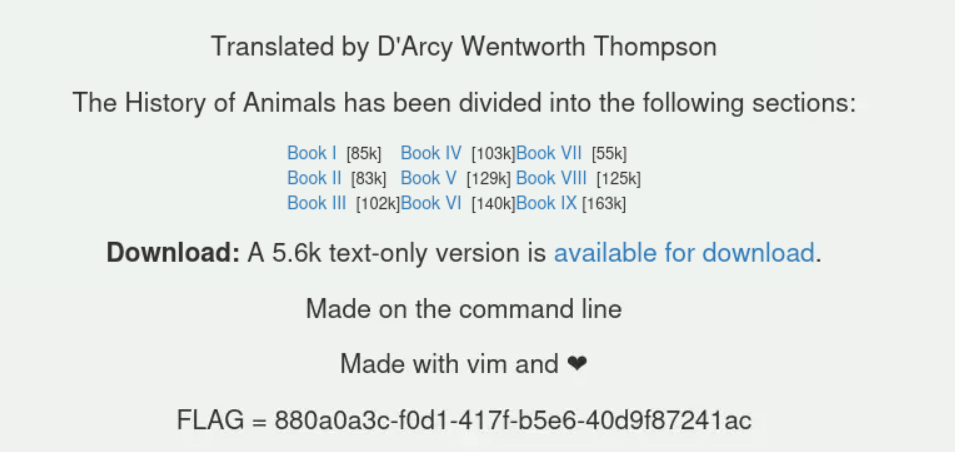 Translated by D'Arcy Wentworth Thompson
The History of Animals has been divided into the following sections:
Book I [85k] Book IV [103k]Book VII [55k]
Book II [83k] Book V [129k] Book VIII [125k]
Book III [102k]Book VI [140k]Book IX [163k]
Download: A 5.6k text-only version is available for download.
Made on the command line
Made with vim and ❤
FLAG = 880a0a3c-f0d1-417f-b5e6-40d9f87241ac